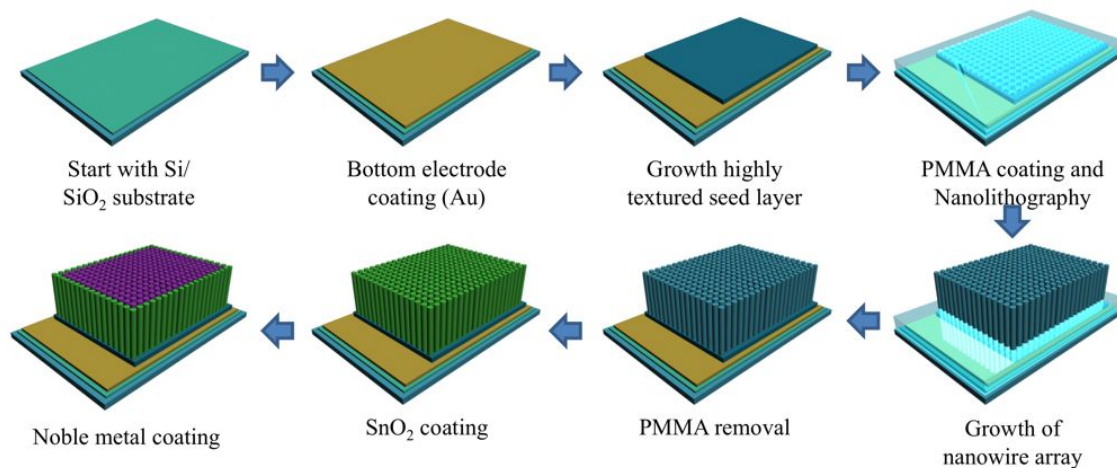 Start with Si/
SiO₂ substrate
Bottom electrode
coating (Au)
Growth highly
textured seed layer
PMMA coating and
Nanolithography
Noble metal coating
SnO₂ coating
PMMA removal
Growth of
nanowire array